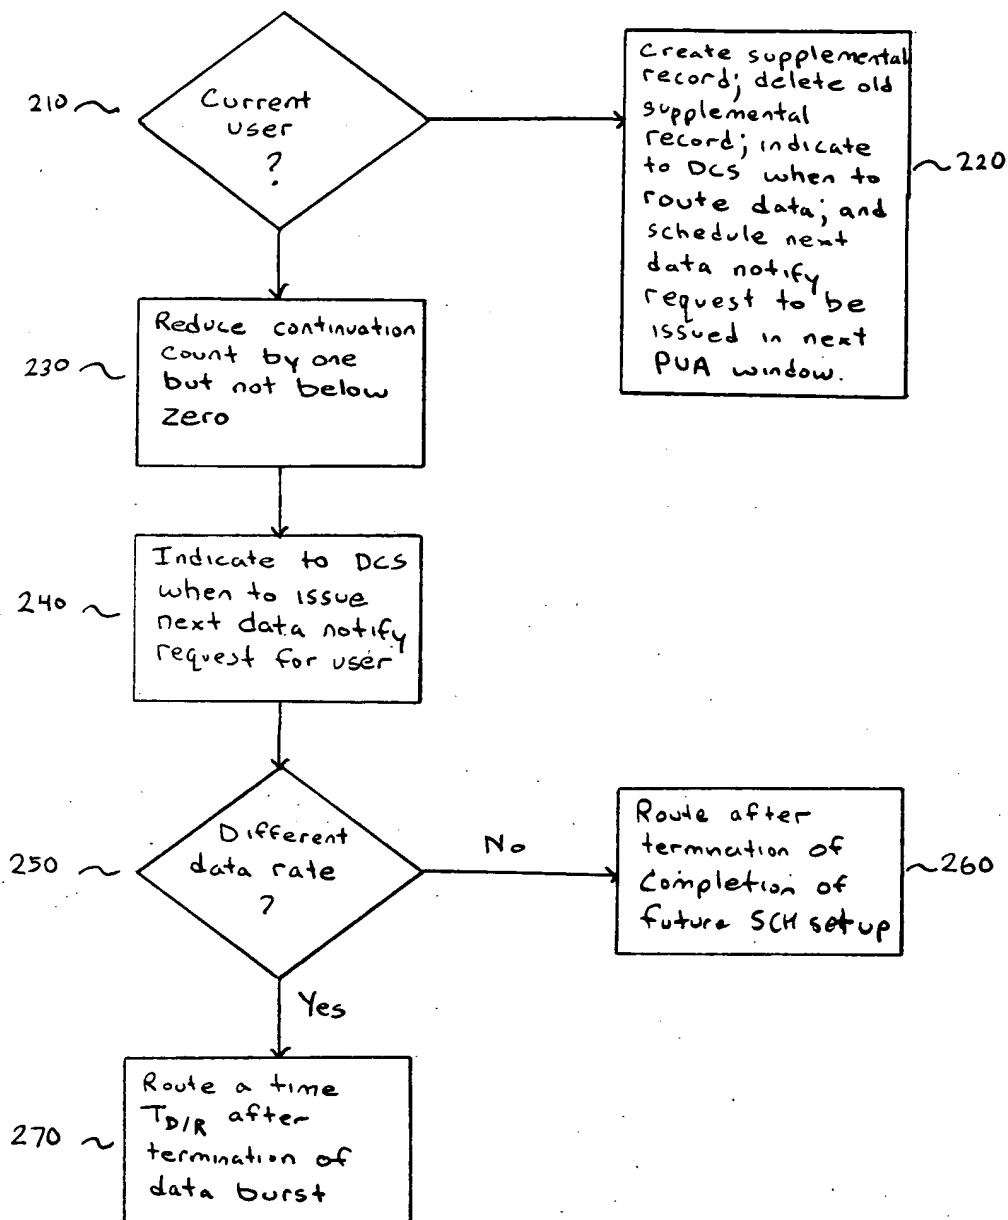 210
Current
user
?
Create supplemental
record; delete old
supplemental
record; indicate
to DCS when to
route data; and
schedule next
data notify
request to be
issued in next
PUA window.
220
230
Reduce continuation
count by one
but not below
zero
240
Indicate to DCS
when to issue
next data notify
request for user
250
Different
data rate
?
No
Route after
termncation of
Completion of
future SCH setup
260
Yes
270
Route a time
TD/R after
termination of
data burst